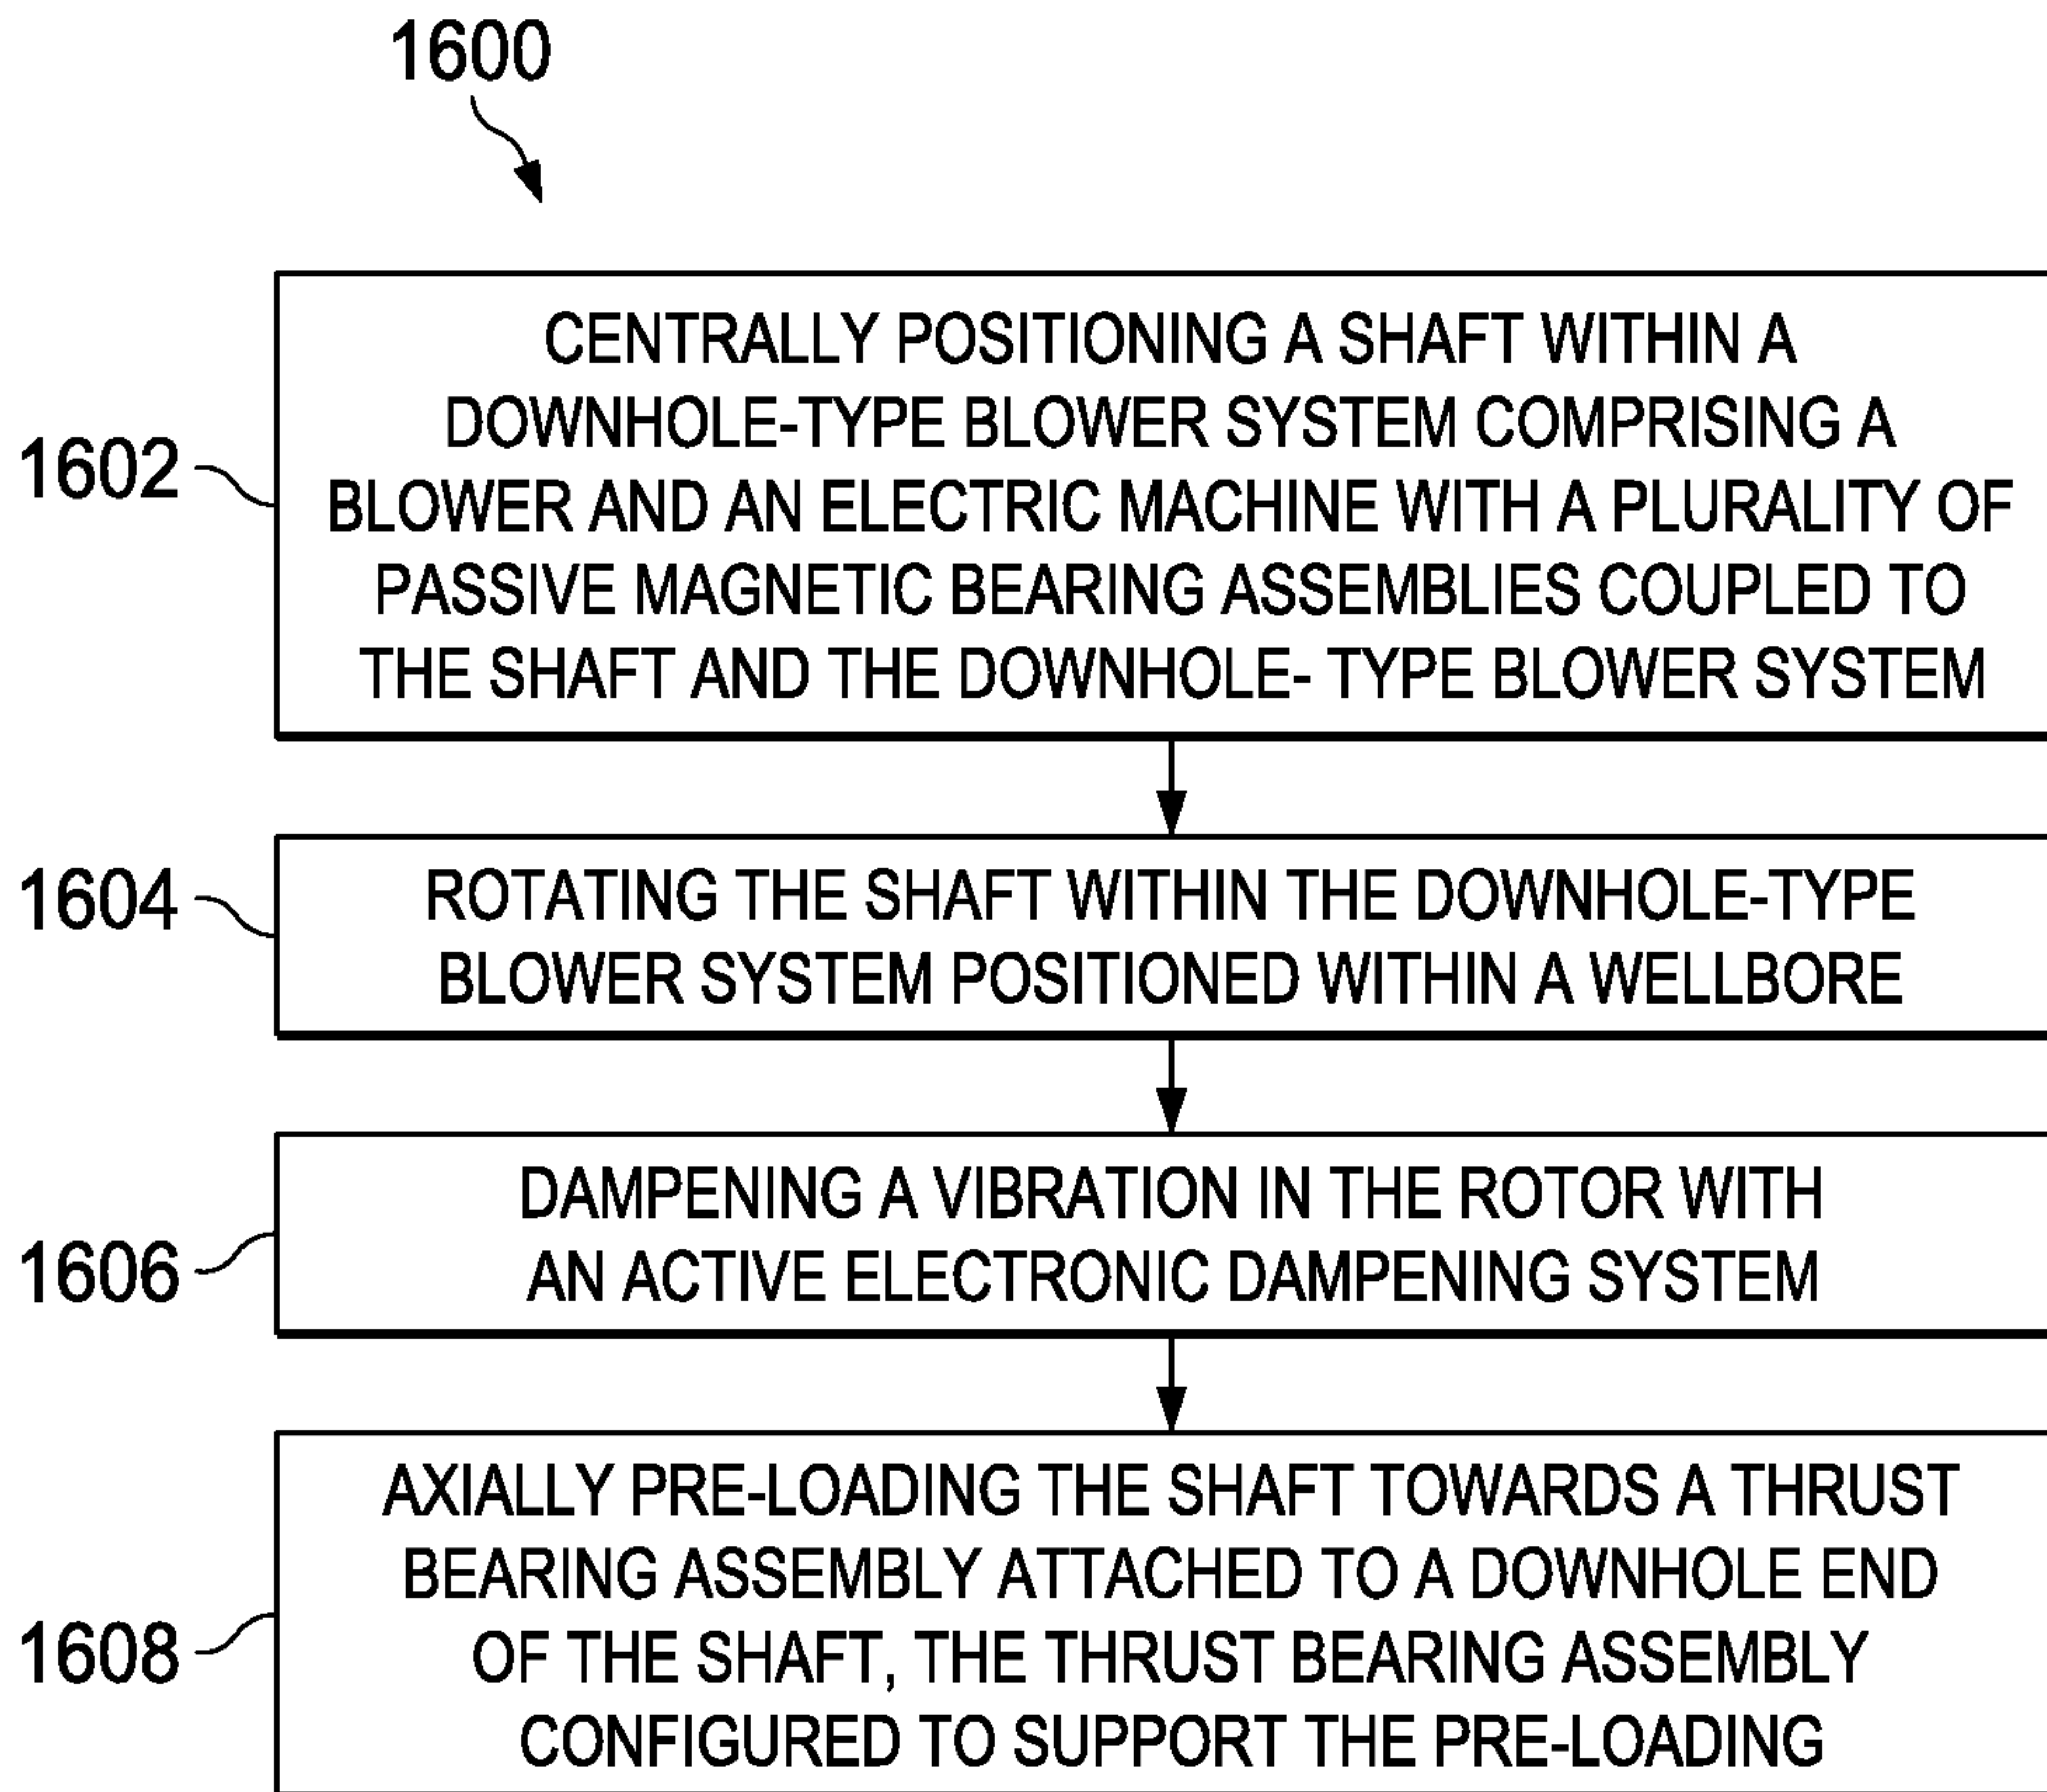 1600
1602
CENTRALLY POSITIONING A SHAFT WITHIN A
DOWNHOLE-TYPE BLOWER SYSTEM COMPRISING A
BLOWER AND AN ELECTRIC MACHINE WITH A PLURALITY OF
PASSIVE MAGNETIC BEARING ASSEMBLIES COUPLED TO
THE SHAFT AND THE DOWNHOLE- TYPE BLOWER SYSTEM
1604
ROTATING THE SHAFT WITHIN THE DOWNHOLE-TYPE
BLOWER SYSTEM POSITIONED WITHIN A WELLBORE
1606
DAMPENING A VIBRATION IN THE ROTOR WITH
AN ACTIVE ELECTRONIC DAMPENING SYSTEM
1608
AXIALLY PRE-LOADING THE SHAFT TOWARDS A THRUST
BEARING ASSEMBLY ATTACHED TO A DOWNHOLE END
OF THE SHAFT, THE THRUST BEARING ASSEMBLY
CONFIGURED TO SUPPORT THE PRE-LOADING